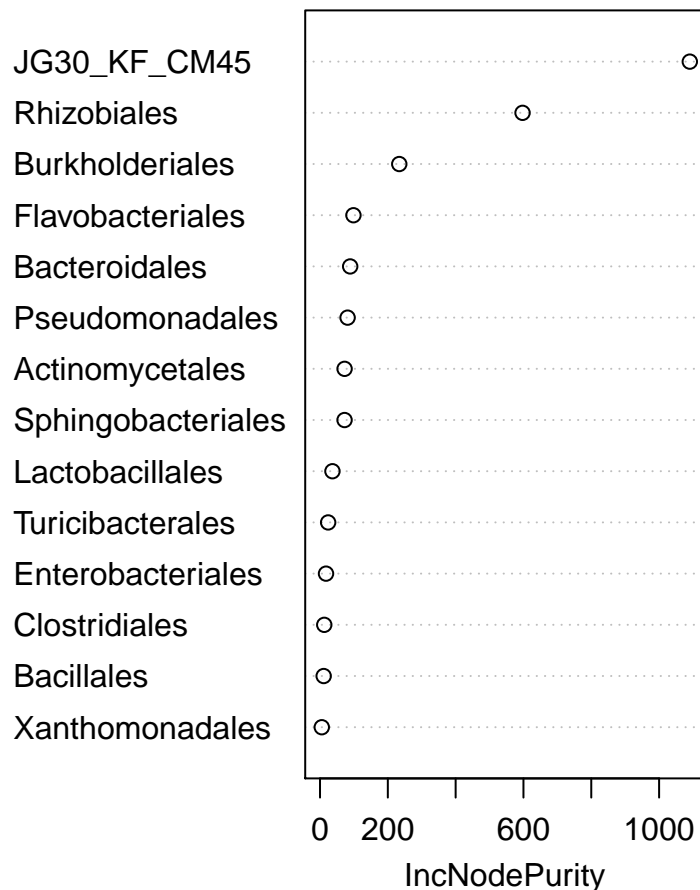 JG30_KF_CM45
Rhizobiales
Burkholderiales
Flavobacteriales
Bacteroidales
Pseudomonadales
Actinomycetales
Sphingobacteriales
Lactobacillales
Turicibacterales
Enterobacteriales
Clostridiales
Bacillales
Xanthomonadales
0 200 600 1000
IncNodePurity